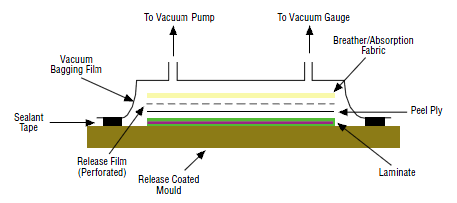 To Vacuum Pump
To Vacuum Gauge
Breather/Absorption
Fabric
Vacuum
Bagging Film
Sealant
Tape
Peel Ply
Release Film
(Perforated)
Release Coated
Mould
Laminate